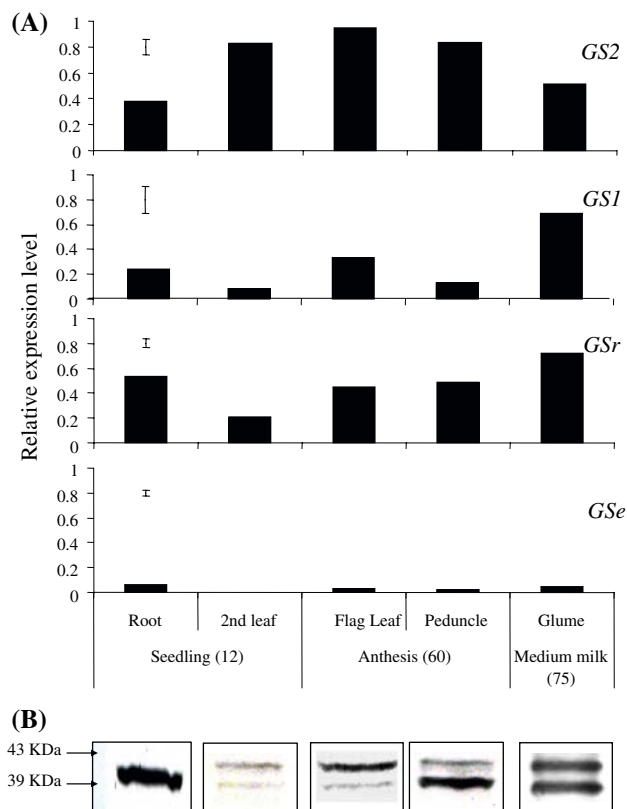 (A)
Relative expression level
1
0.8
0.6
0.4
0.2
0
GS2
1
0.8
0.6
0.4
0.2
0
GS1
1
0.8
0.6
0.4
0.2
0
GSr
1
0.8
0.6
0.4
0.2
0
GSe
Root 2nd leaf Flag Leaf Peduncle Glume
Seedling (12) Anthesis (60) Medium milk
(75)
(B)
43 KDa
39 KDa